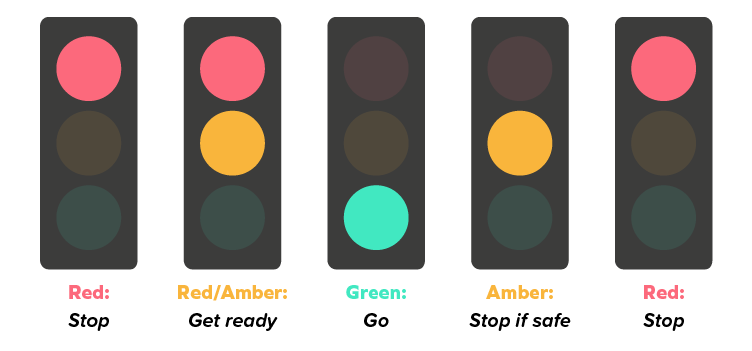 Red:
Stop
Red/Amber:
Get ready
Green:
Go
Amber:
Stop if safe
Red:
Stop